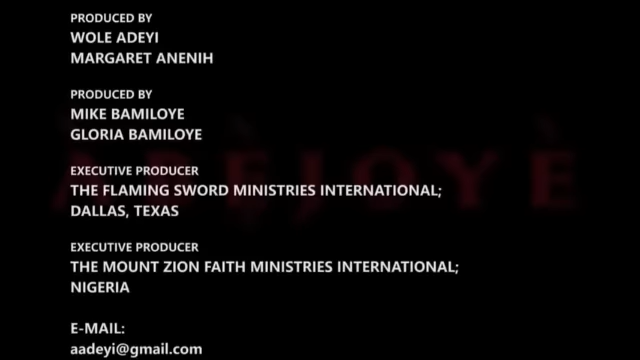 PRODUCED BY
WOLE ADEYI
MARGARET ANENIH
PRODUCED BY
MIKE BAMILOYE
GLORIA BAMILOYE
EXECUTIVE PRODUCER
THE FLAMING SWORD MINISTRIES INTERNATIONAL;
DALLAS, TEXAS
EXECUTIVE PRODUCER
THE MOUNT ZION FAITH MINISTRIES INTERNATIONAL;
NIGERIA
E-MAIL:
aadeyi@gmail.com